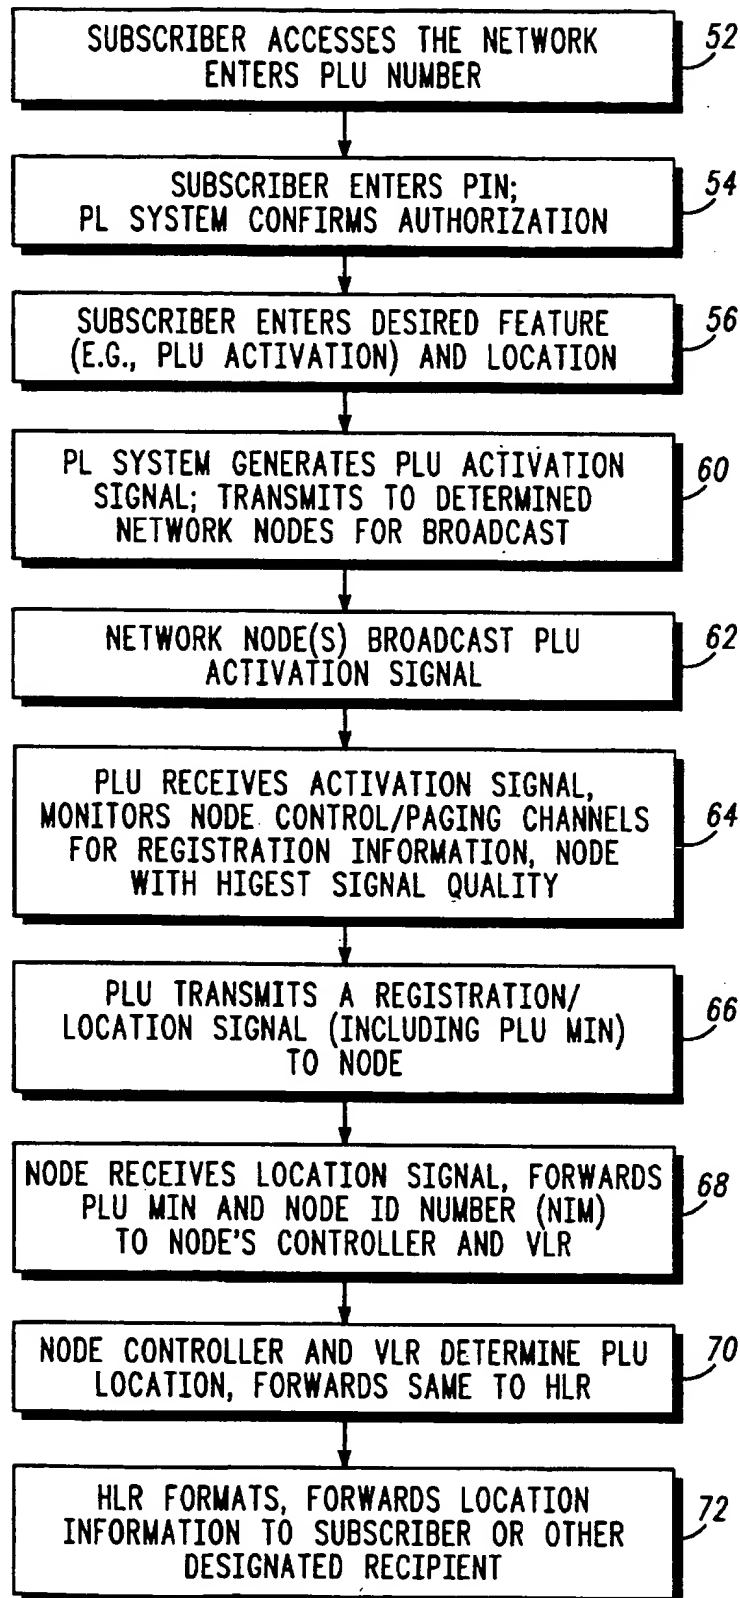 SUBSCRIBER ACCESSES THE NETWORK
ENTERS PLU NUMBER
52
SUBSCRIBER ENTERS PIN;
PL SYSTEM CONFIRMS AUTHORIZATION
54
SUBSCRIBER ENTERS DESIRED FEATURE
(E.G., PLU ACTIVATION) AND LOCATION
56
PL SYSTEM GENERATES PLU ACTIVATION
SIGNAL; TRANSMITS TO DETERMINED
NETWORK NODES FOR BROADCAST
60
NETWORK NODE(S) BROADCAST PLU
ACTIVATION SIGNAL
62
PLU RECEIVES ACTIVATION SIGNAL,
MONITORS NODE CONTROL/PAGING CHANNELS
FOR REGISTRATION INFORMATION, NODE
WITH HIGEST SIGNAL QUALITY
64
PLU TRANSMITS A REGISTRATION/
LOCATION SIGNAL (INCLUDING PLU MIN)
TO NODE
66
NODE RECEIVES LOCATION SIGNAL, FORWARDS
PLU MIN AND NODE ID NUMBER (NIM)
TO NODE'S CONTROLLER AND VLR
68
NODE CONTROLLER AND VLR DETERMINE PLU
LOCATION, FORWARDS SAME TO HLR
70
HLR FORMATS, FORWARDS LOCATION
INFORMATION TO SUBSCRIBER OR OTHER
DESIGNATED RECIPIENT
72